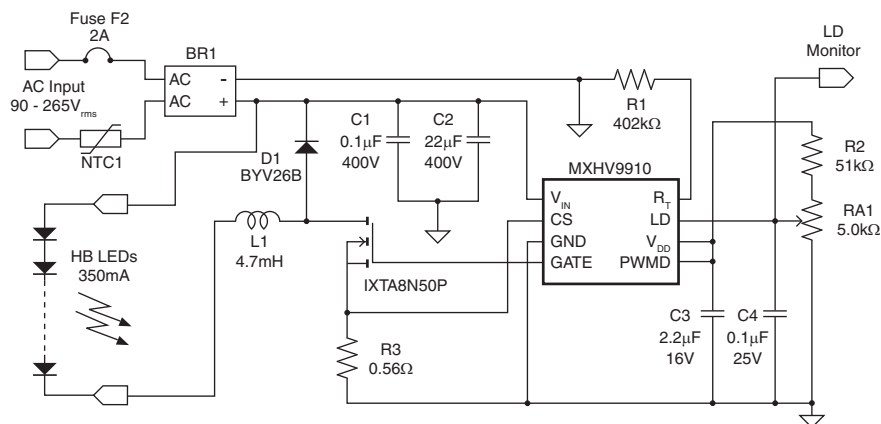 Fuse F2
2A
BR1
LD
Monitor
AC
-
AC
+
AC Input
90 - 265Vrms
NTC1
R1
402kΩ
C1
0.1µF
400V
C2
22µF
400V
D1
BYV26B
MXHV9910
R2
51kΩ
VIN
RT
CS
LD
GND
VDD
GATE
PWMD
RA1
5.0kΩ
L1
4.7mH
HB LEDs
350mA
IXTA8N50P
R3
0.56Ω
C3
2.2µF
16V
C4
0.1µF
25V